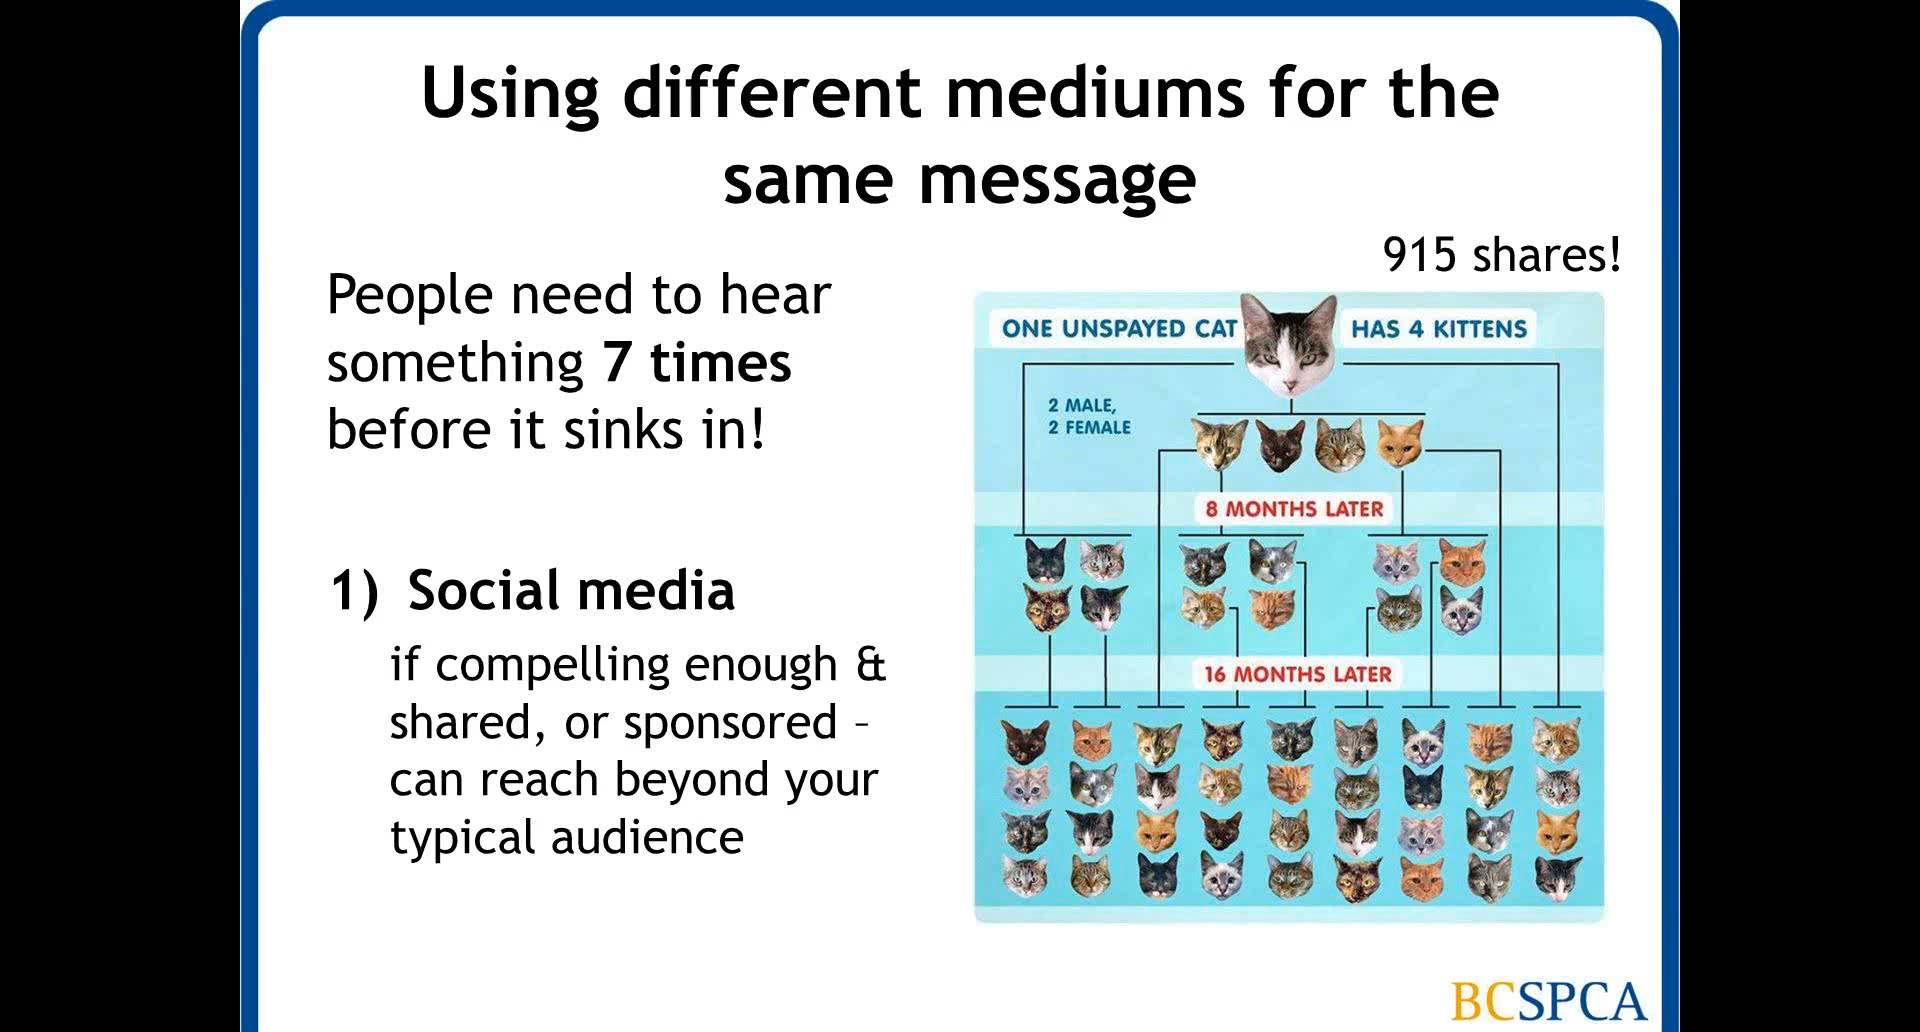 Using different mediums for the
same message
915 shares!
People need to hear
something 7 times
before it sinks in!
1) Social media
if compelling enough &
shared, or sponsored –
can reach beyond your
typical audience
ONE UNSPAYED CAT HAS 4 KITTENS
2 MALE,
2 FEMALE
8 MONTHS LATER
16 MONTHS LATER
BCSPCA